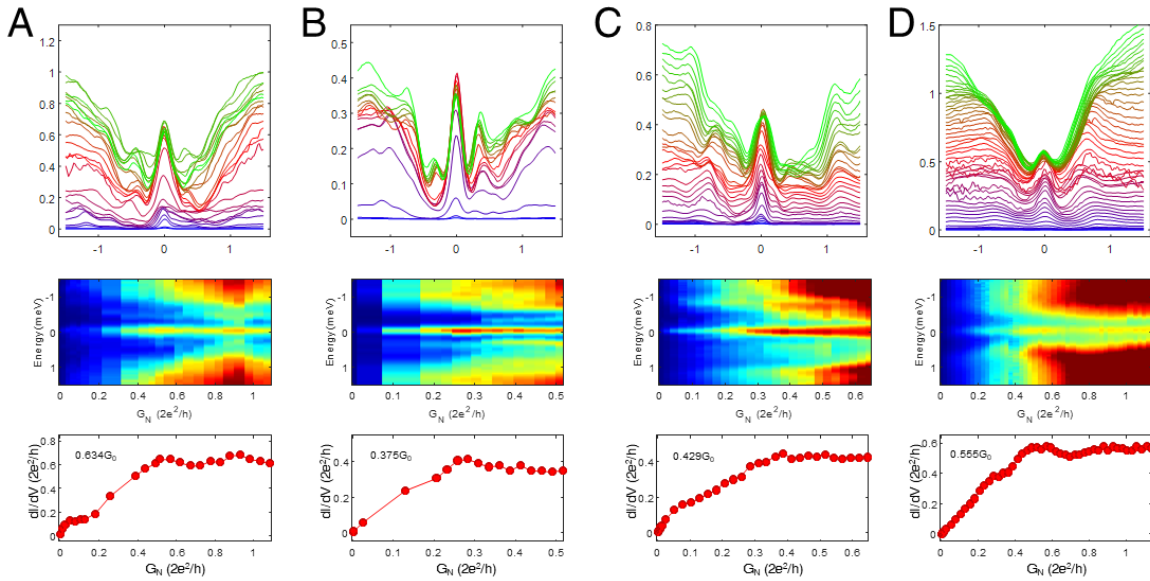 A B C D
1.2
1
0.8
0.6
0.4
0.2
0
-1 0 1
0.5
0.4
0.3
0.2
0.1
0
-1 0 1
0.8
0.6
0.4
0.2
0
-1 0 1
1.5
1
0.5
0
-1 0 1
Energy (meV)
-1
0
1
0 0.2 0.4 0.6 0.8 1
G_N (2e²/h)
Energy (meV)
-1
0
1
0 0.1 0.2 0.3 0.4 0.5
G_N (2e²/h)
Energy (meV)
-1
0
1
0 0.1 0.2 0.3 0.4 0.5 0.6
G_N (2e²/h)
Energy (meV)
-1
0
1
0 0.2 0.4 0.6 0.8 1
G_N (2e²/h)
dI/dV (2e²/h)
0.8
0.6
0.4
0.2
0
0.634G₀
0 0.2 0.4 0.6 0.8 1
G_N (2e²/h)
dI/dV (2e²/h)
0.4
0.2
0
0.375G₀
0 0.1 0.2 0.3 0.4 0.5
G_N (2e²/h)
dI/dV (2e²/h)
0.4
0.2
0
0.429G₀
0 0.2 0.4 0.6
G_N (2e²/h)
dI/dV (2e²/h)
0.6
0.4
0.2
0
0.555G₀
0 0.2 0.4 0.6 0.8 1
G_N (2e²/h)